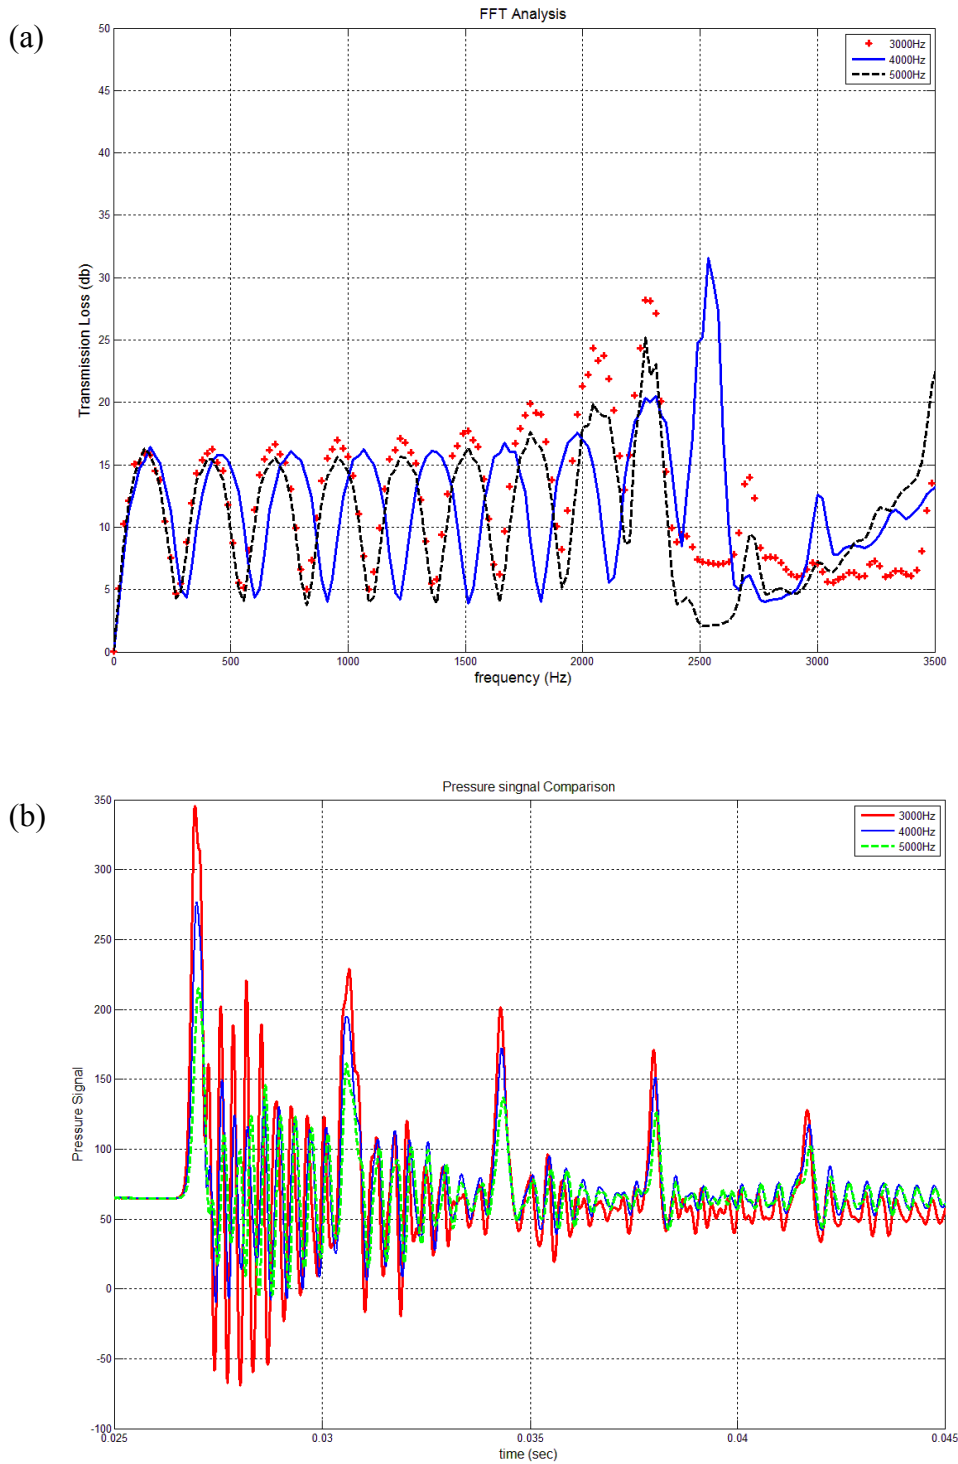 (a)
FFT Analysis
50
45
40
35
30
25
20
15
10
5
0
Transmission Loss (db)
3000Hz
4000Hz
5000Hz
0
500
1000
1500
2000
2500
3000
3500
frequency (Hz)
(b)
Pressure singnal Comparison
350
300
250
200
150
100
50
0
-50
-100
Pressure Signal
3000Hz
4000Hz
5000Hz
0.025
0.03
0.035
0.04
0.045
time (sec)